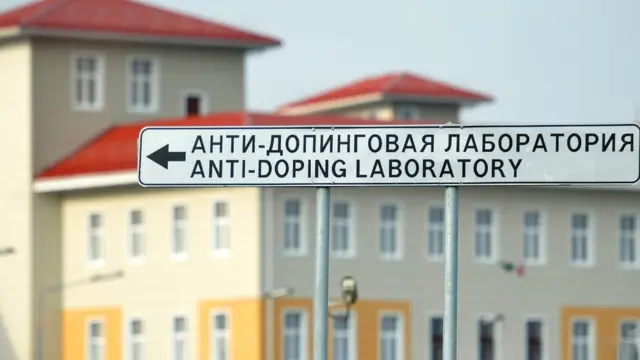 АНТИ-ДОПИНГОВАЯ ЛАБОРАТОРИЯ
ANTI-DOPING LABORATORY